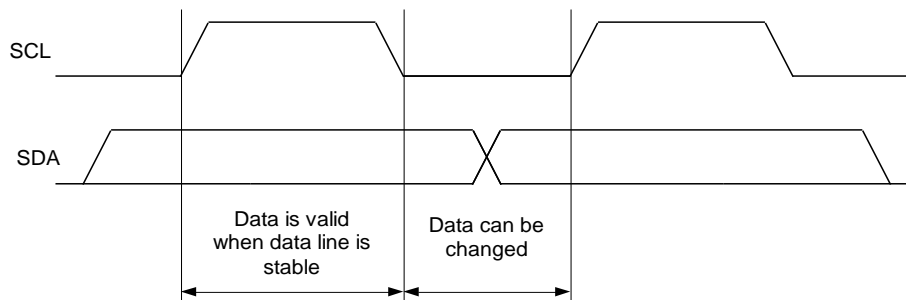 SCL
SDA
Data is valid
when data line is
stable
Data can be
changed